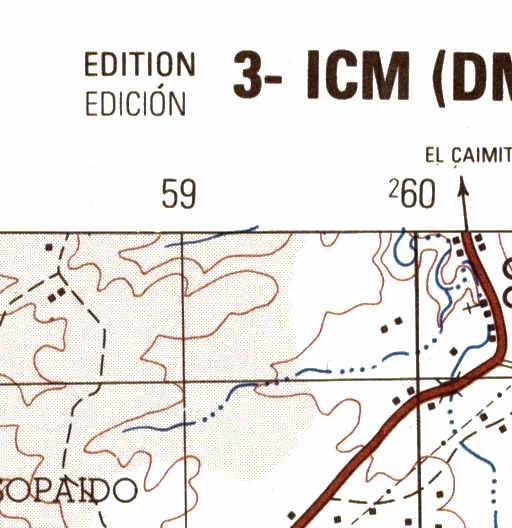 EDITION
EDICIÓN
3- ICM (DM
EL CAIMIT
59
260
SOPAIDO